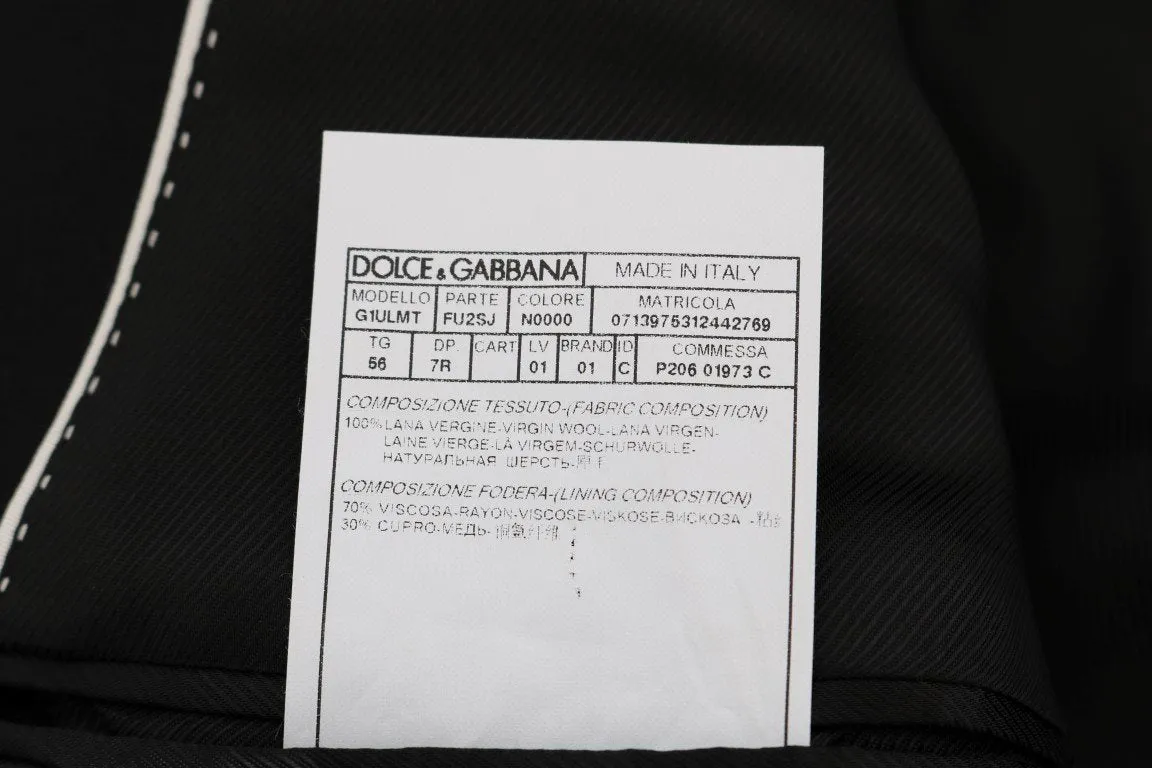 DOLCE & GABBANA MADE IN ITALY
MODELLO PARTE COLORE MATRICOLA
G1ULMT FU2SJ N0000 0713975312442769
TG DP. CART LV BRAND ID COMMESSA
56 7R 01 01 C P206 01973 C
COMPOSIZIONE TESSUTO-(FABRIC COMPOSITION)
100% LANA VERGINE-VIRGIN WOOL-LANA VIRGEN-
LAINE VIERGE-LÀ VIRGEM-SCHURWOLLE-
НАТУРАЛЬНАЯ ШЕРСТЬ-
COMPOSIZIONE FODERA-(LINING COMPOSITION)
70% VISCOSA-RAYON-VISCOSE-VISKOSE-ВИСКОЗА -
30% CUPRO-МЕДЬ-